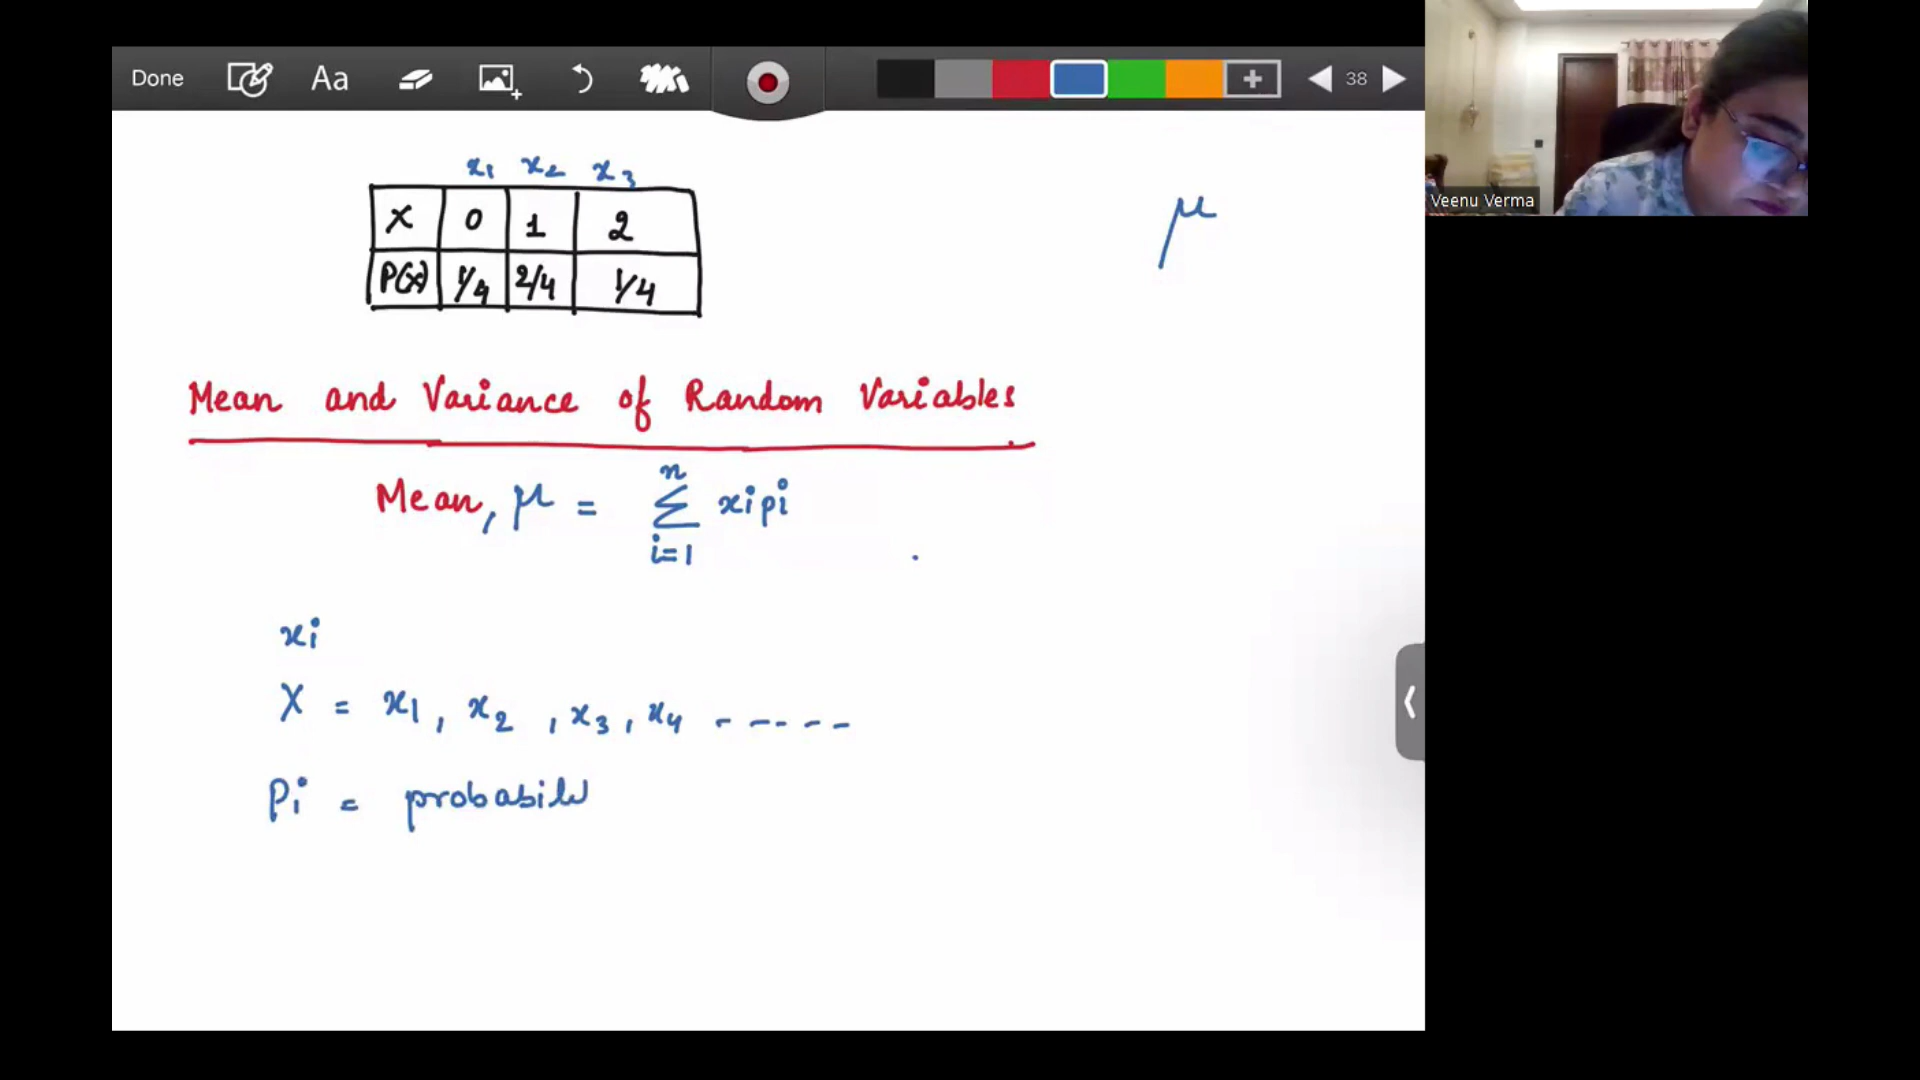 Done Aa 38
Veenu Verma
x1 x2 x3
X 0 1 2
P(x) 1/4 2/4 1/4
μ
Mean and Variance of Random Variables
Mean, μ = n Σ i=1 xipi
xi
X = x1, x2, x3, x4 -----
Pi = probabili